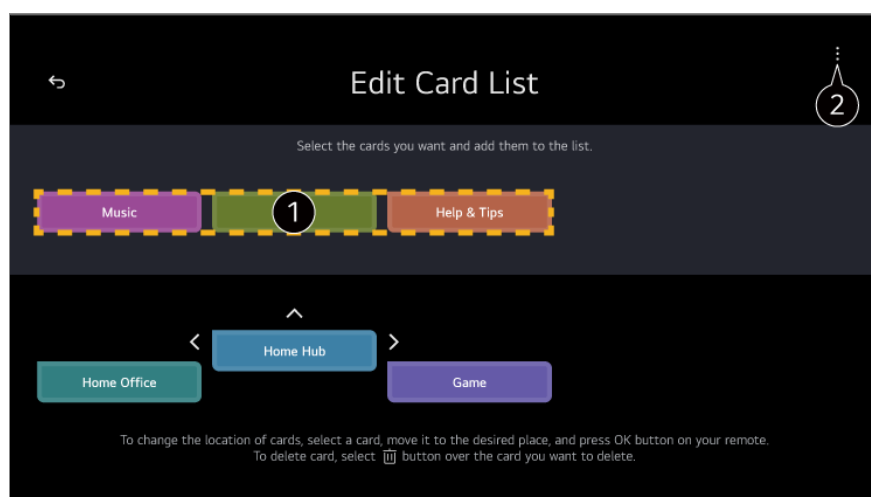 Edit Card List
2
Select the cards you want and add them to the list.
Music
1
Help & Tips
Home Hub
Home Office
Game
To change the location of cards, select a card, move it to the desired place, and press OK button on your remote.
To delete card, select button over the card you want to delete.